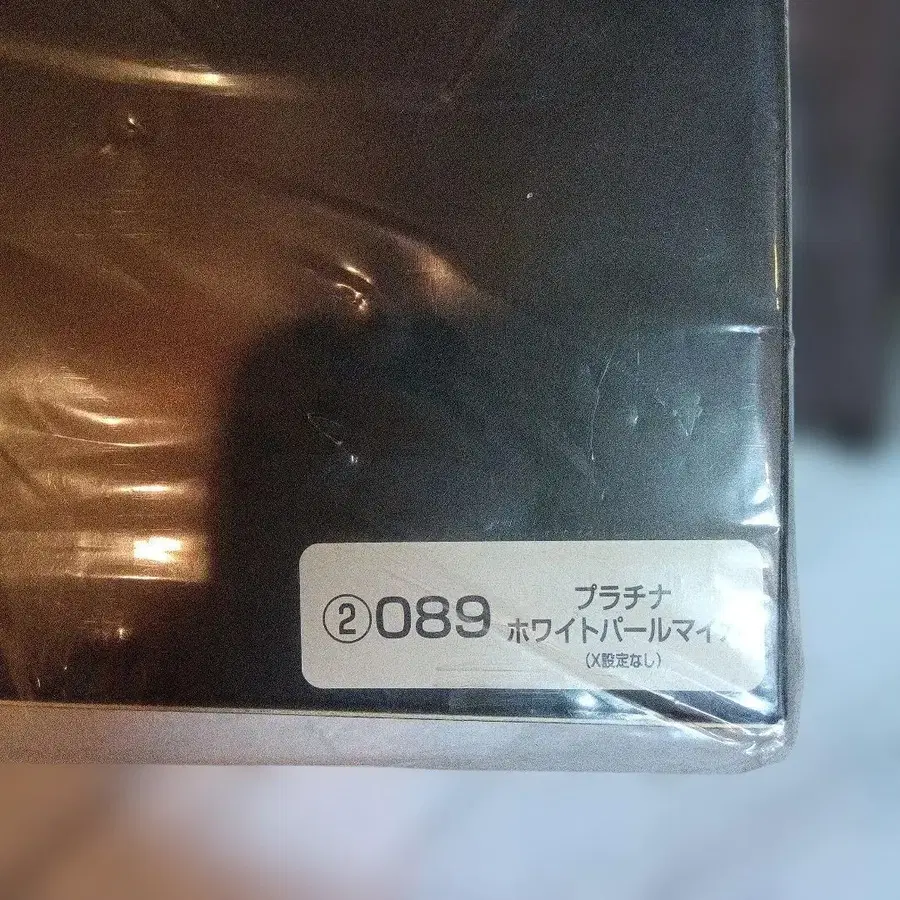 ②089
プラチナ
ホワイトパールマイカ
(X設定なし)